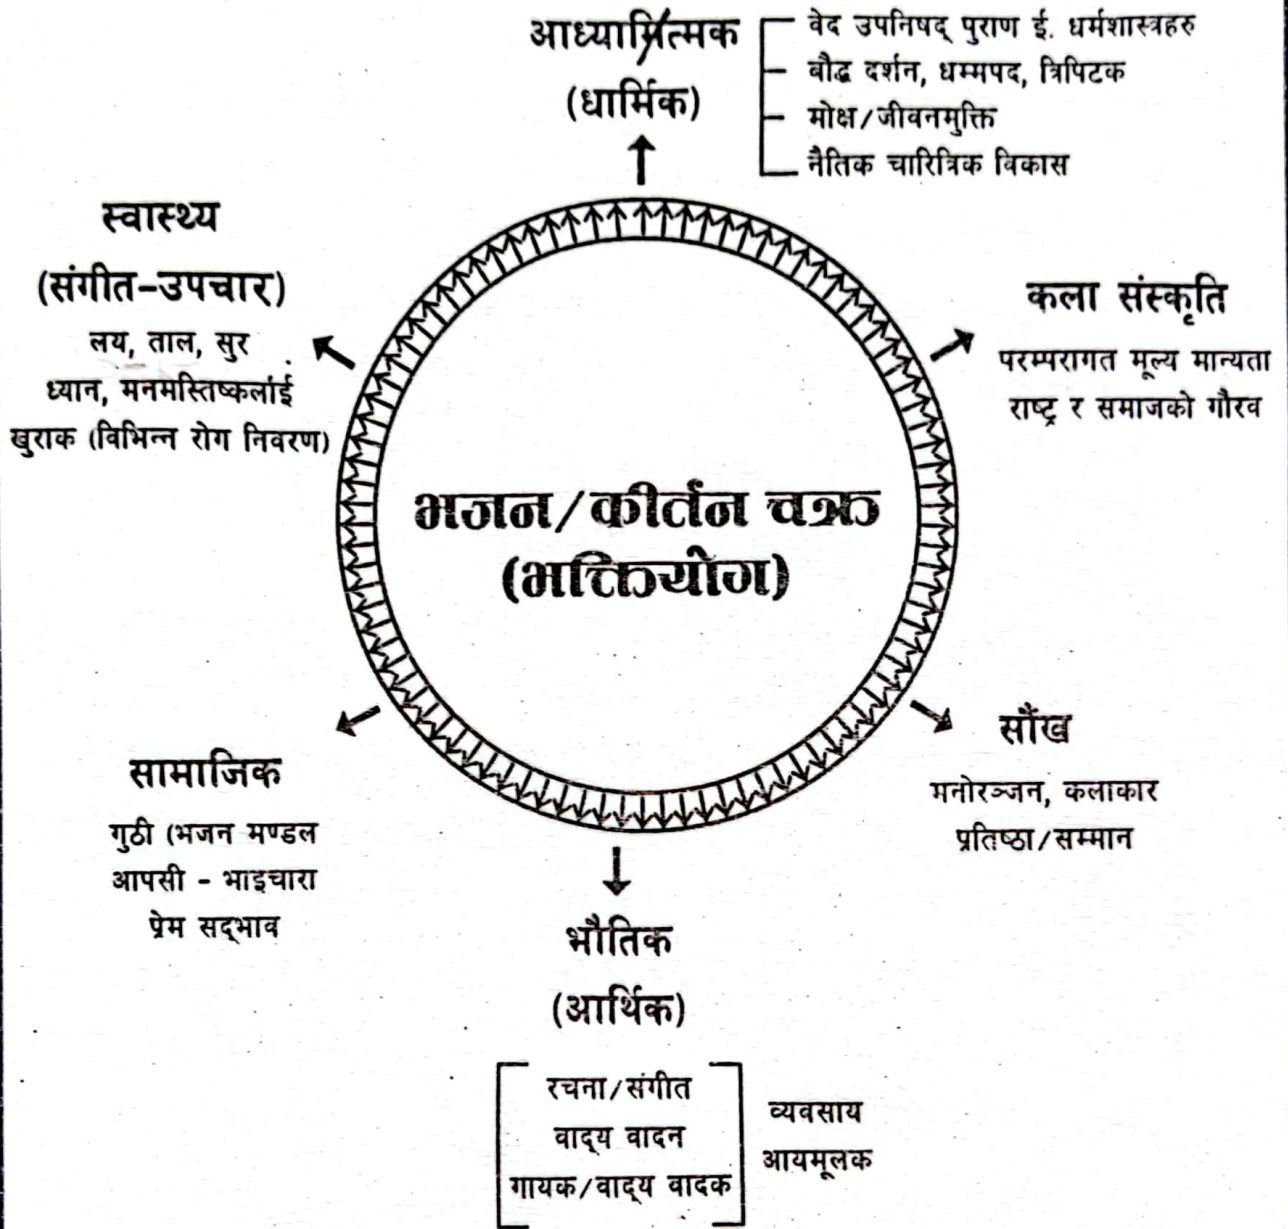 आध्यामित्मक
(धार्मिक)
वेद उपनिषद् पुराण ई. धर्मशास्त्रहरु
बौद्ध दर्शन, धम्मपद, त्रिपिटक
मोक्ष/जीवनमुक्ति
नैतिक चारित्रिक विकास
स्वास्थ्य
(संगीत-उपचार)
लय, ताल, सुर
ध्यान, मनमस्तिष्कलाई
खुराक (विभिन्न रोग निवरण)
कला संस्कृति
परम्परागत मूल्य मान्यता
राष्ट्र र समाजको गौरव
भजन/कीर्तन चक्र
(भक्तियोग)
सामाजिक
गुठी (भजन मण्डल
आपसी - भाइचारा
प्रेम सद्‌भाव
सौंख
मनोरञ्जन, कलाकार
प्रतिष्ठा/सम्मान
भौतिक
(आर्थिक)
रचना/संगीत
वाद्‌य वादन
गायक/वाद्‌य वादक
व्यवसाय
आयमूलक